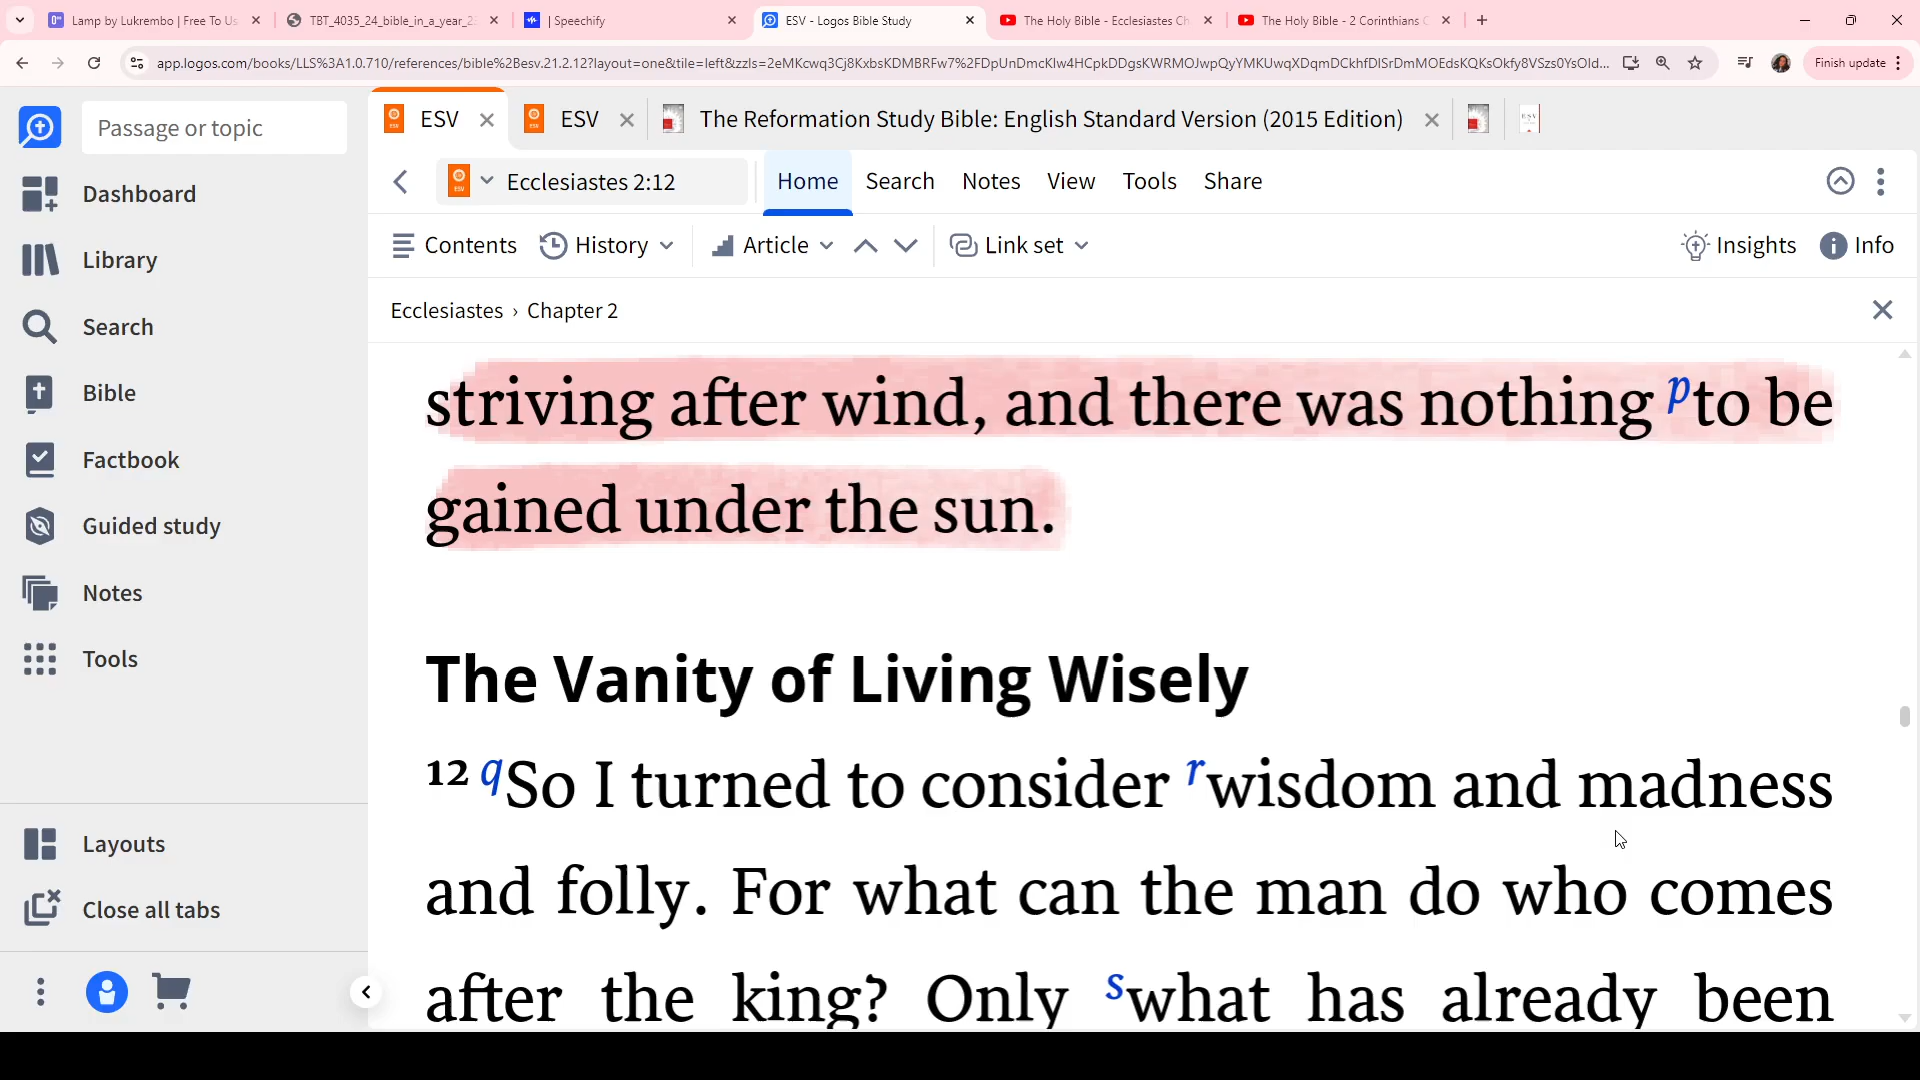 Lamp by Lukrembo | Free To Us
TBT_4035_24_bible_in_a_year_2
| Speechify
ESV - Logos Bible Study
The Holy Bible - Ecclesiastes Ch
The Holy Bible - 2 Corinthians C
Finish update
Passage or topic
Dashboard
Library
Search
Bible
Factbook
Guided study
Notes
Tools
Layouts
Close all tabs
ESV
ESV
The Reformation Study Bible: English Standard Version (2015 Edition)
Ecclesiastes 2:12
Home Search Notes View Tools Share
Contents History Article Link set Insights Info
Ecclesiastes › Chapter 2
striving after wind, and there was nothing p to be
gained under the sun.
The Vanity of Living Wisely
12 q So I turned to consider r wisdom and madness
and folly. For what can the man do who comes
after the king? Only s what has already been